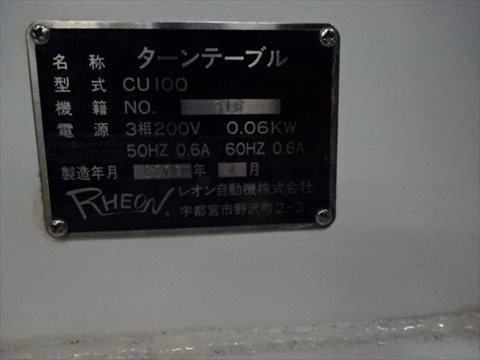 名称 ターンテーブル
型式 CU100
機籍 NO.
電源 3相200V 0.06KW
50HZ 0.6A 60HZ 0.6A
製造年月 年 月
RHEON レオン自動機株式会社
宇都宮市野沢町2-3